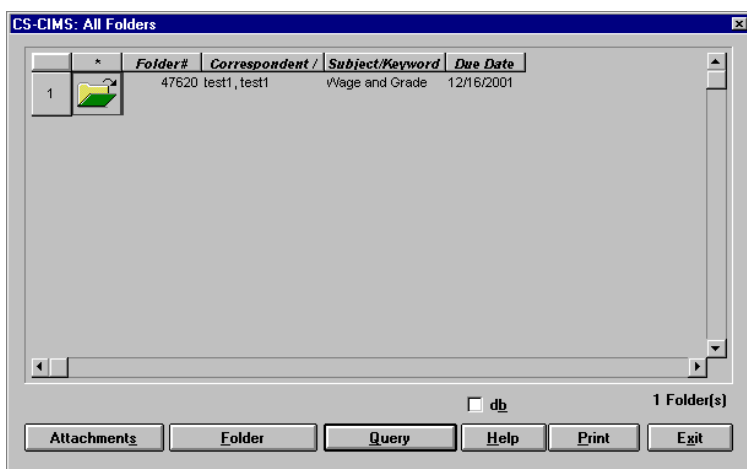 CS-CIMS: All Folders
* Folder# Correspondent / Subject/Keyword Due Date
1 47620 test1, test1 Wage and Grade 12/16/2001
db 1 Folder(s)
Attachments Folder Query Help Print Exit